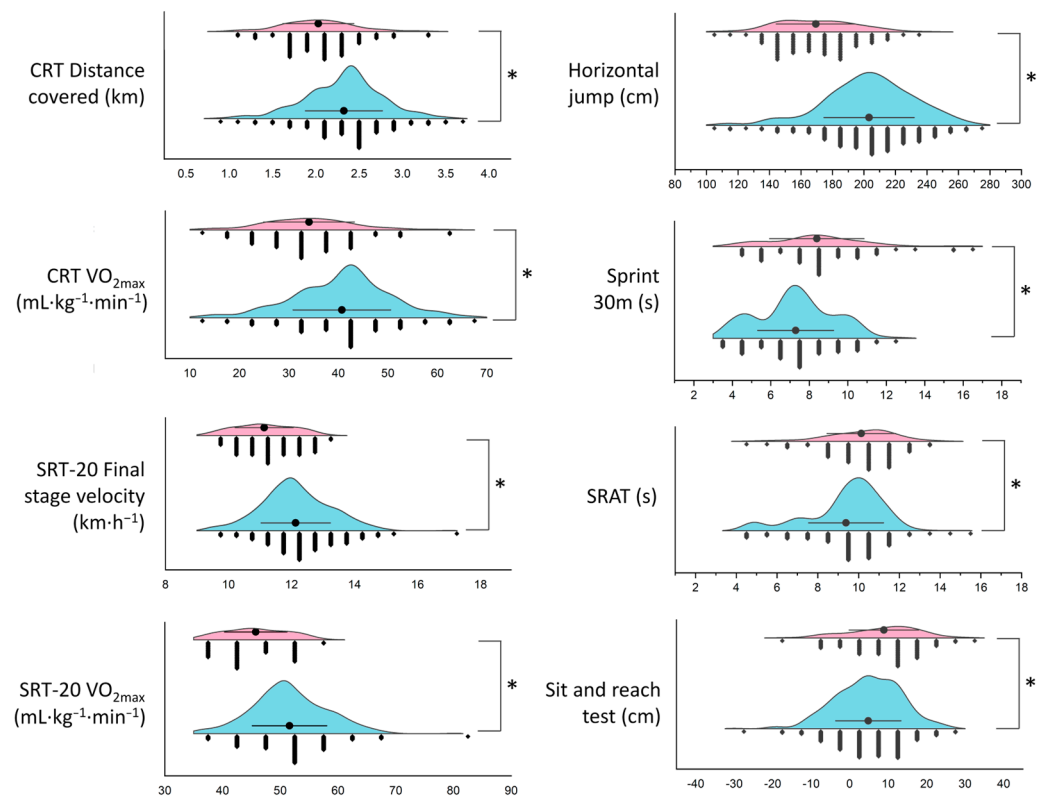 CRT Distance
covered (km)
*
0.5 1.0 1.5 2.0 2.5 3.0 3.5 4.0
CRT VO₂max
(mL·kg⁻¹·min⁻¹)
*
10 20 30 40 50 60 70
SRT-20 Final
stage velocity
(km·h⁻¹)
*
8 10 12 14 16 18
SRT-20 VO₂max
(mL·kg⁻¹·min⁻¹)
*
30 40 50 60 70 80 90
Horizontal
jump (cm)
*
80 100 120 140 160 180 200 220 240 260 280 300
Sprint
30m (s)
*
2 4 6 8 10 12 14 16 18
SRAT (s)
*
2 4 6 8 10 12 14 16 18
Sit and reach
test (cm)
*
-40 -30 -20 -10 0 10 20 30 40